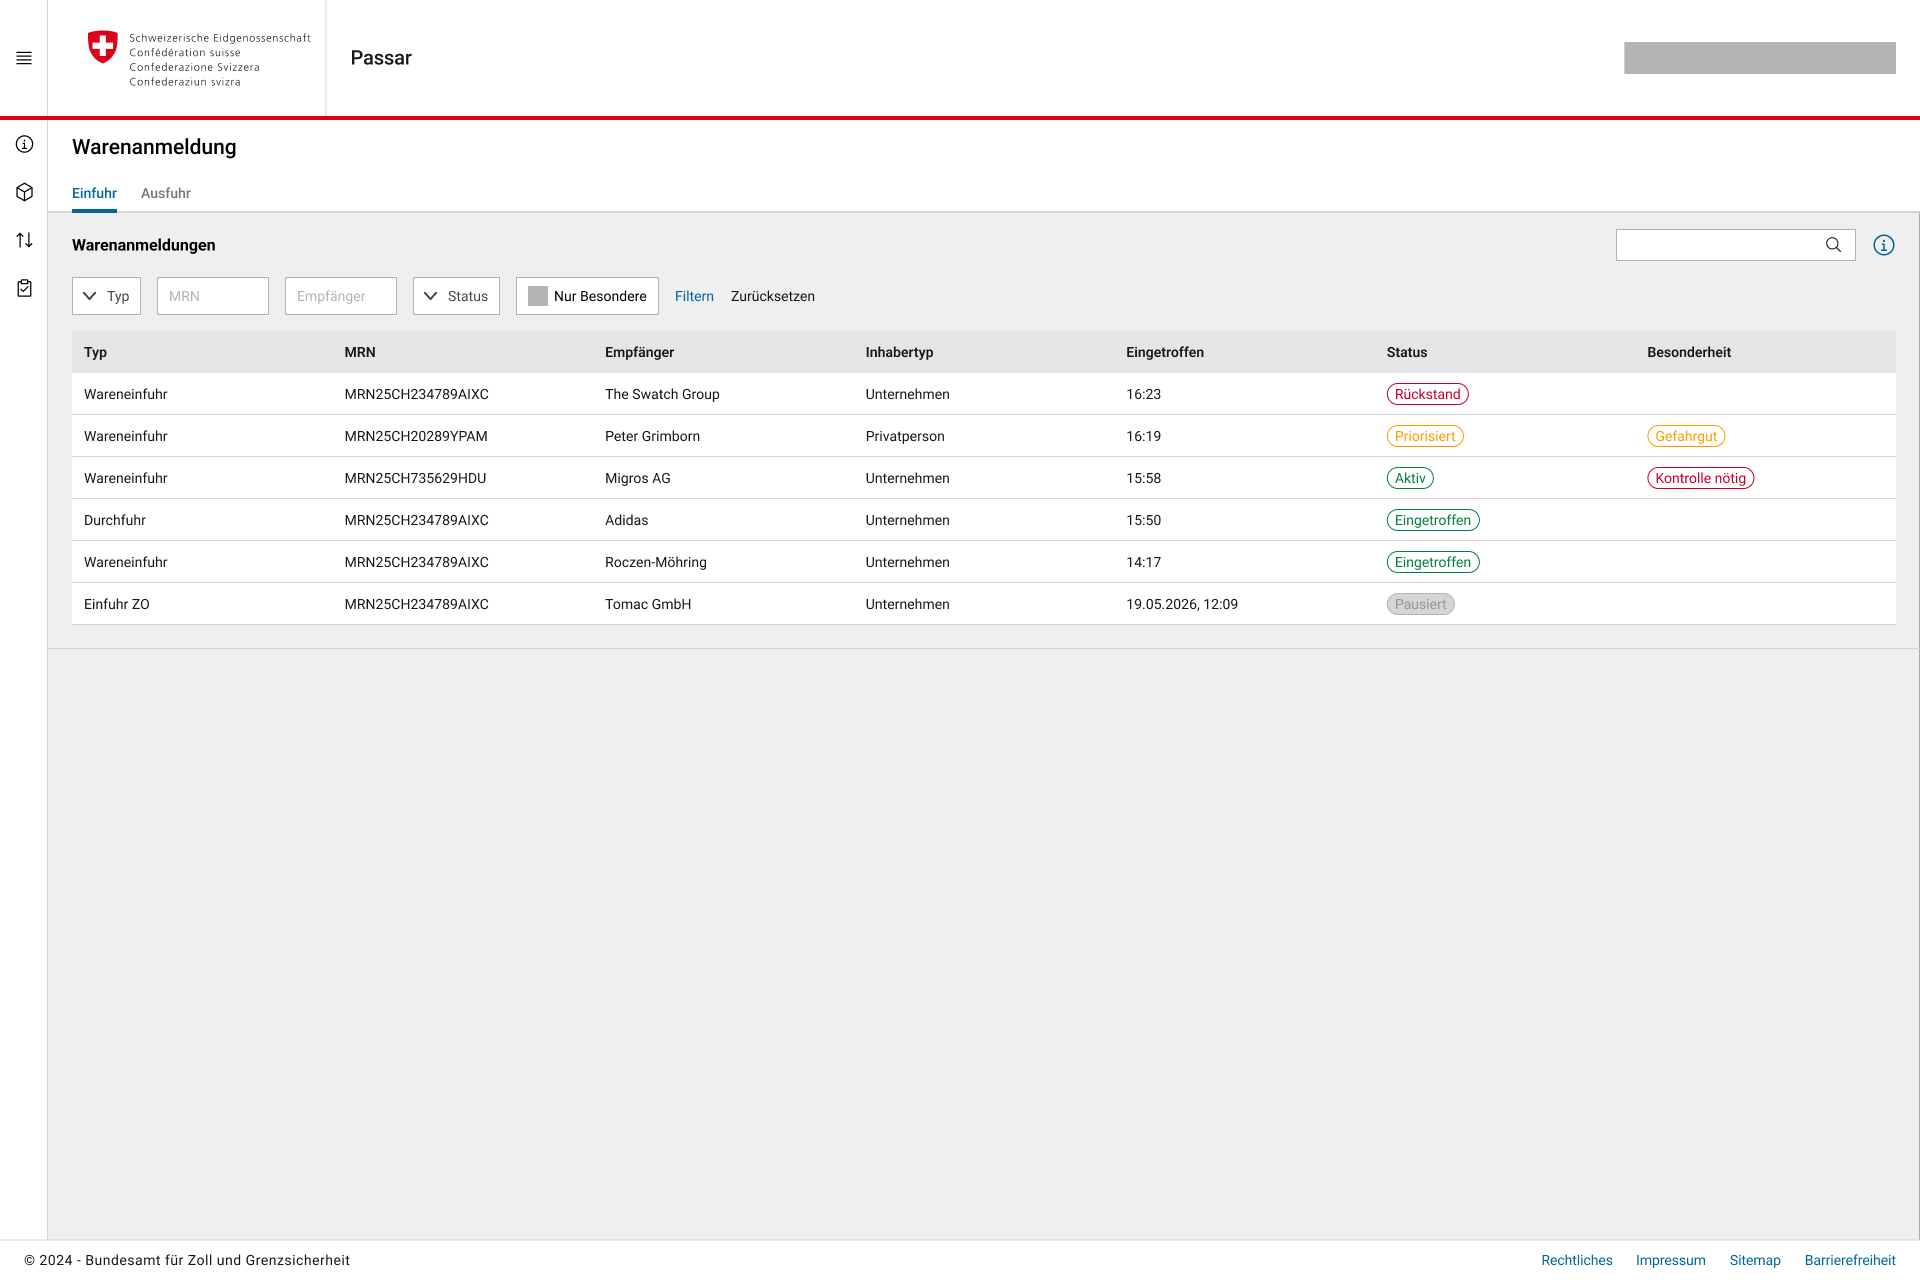 Schweizerische Eidgenossenschaft
Confédération suisse
Confederazione Svizzera
Confederaziun svizra
Passar
Warenanmeldung
Einfuhr Ausfuhr
Warenanmeldungen
Typ MRN Empfänger Status Nur Besondere Filtern Zurücksetzen
Typ MRN Empfänger Inhabertyp Eingetroffen Status Besonderheit
Wareneinfuhr MRN25CH234789AIXC The Swatch Group Unternehmen 16:23 Rückstand
Wareneinfuhr MRN25CH20289YPAM Peter Grimborn Privatperson 16:19 Priorisiert Gefahrgut
Wareneinfuhr MRN25CH735629HDU Migros AG Unternehmen 15:58 Aktiv Kontrolle nötig
Durchfuhr MRN25CH234789AIXC Adidas Unternehmen 15:50 Eingetroffen
Wareneinfuhr MRN25CH234789AIXC Roczen-Möhring Unternehmen 14:17 Eingetroffen
Einfuhr ZO MRN25CH234789AIXC Tomac GmbH Unternehmen 19.05.2026, 12:09 Pausiert
© 2024 - Bundesamt für Zoll und Grenzsicherheit Rechtliches Impressum Sitemap Barrierefreiheit